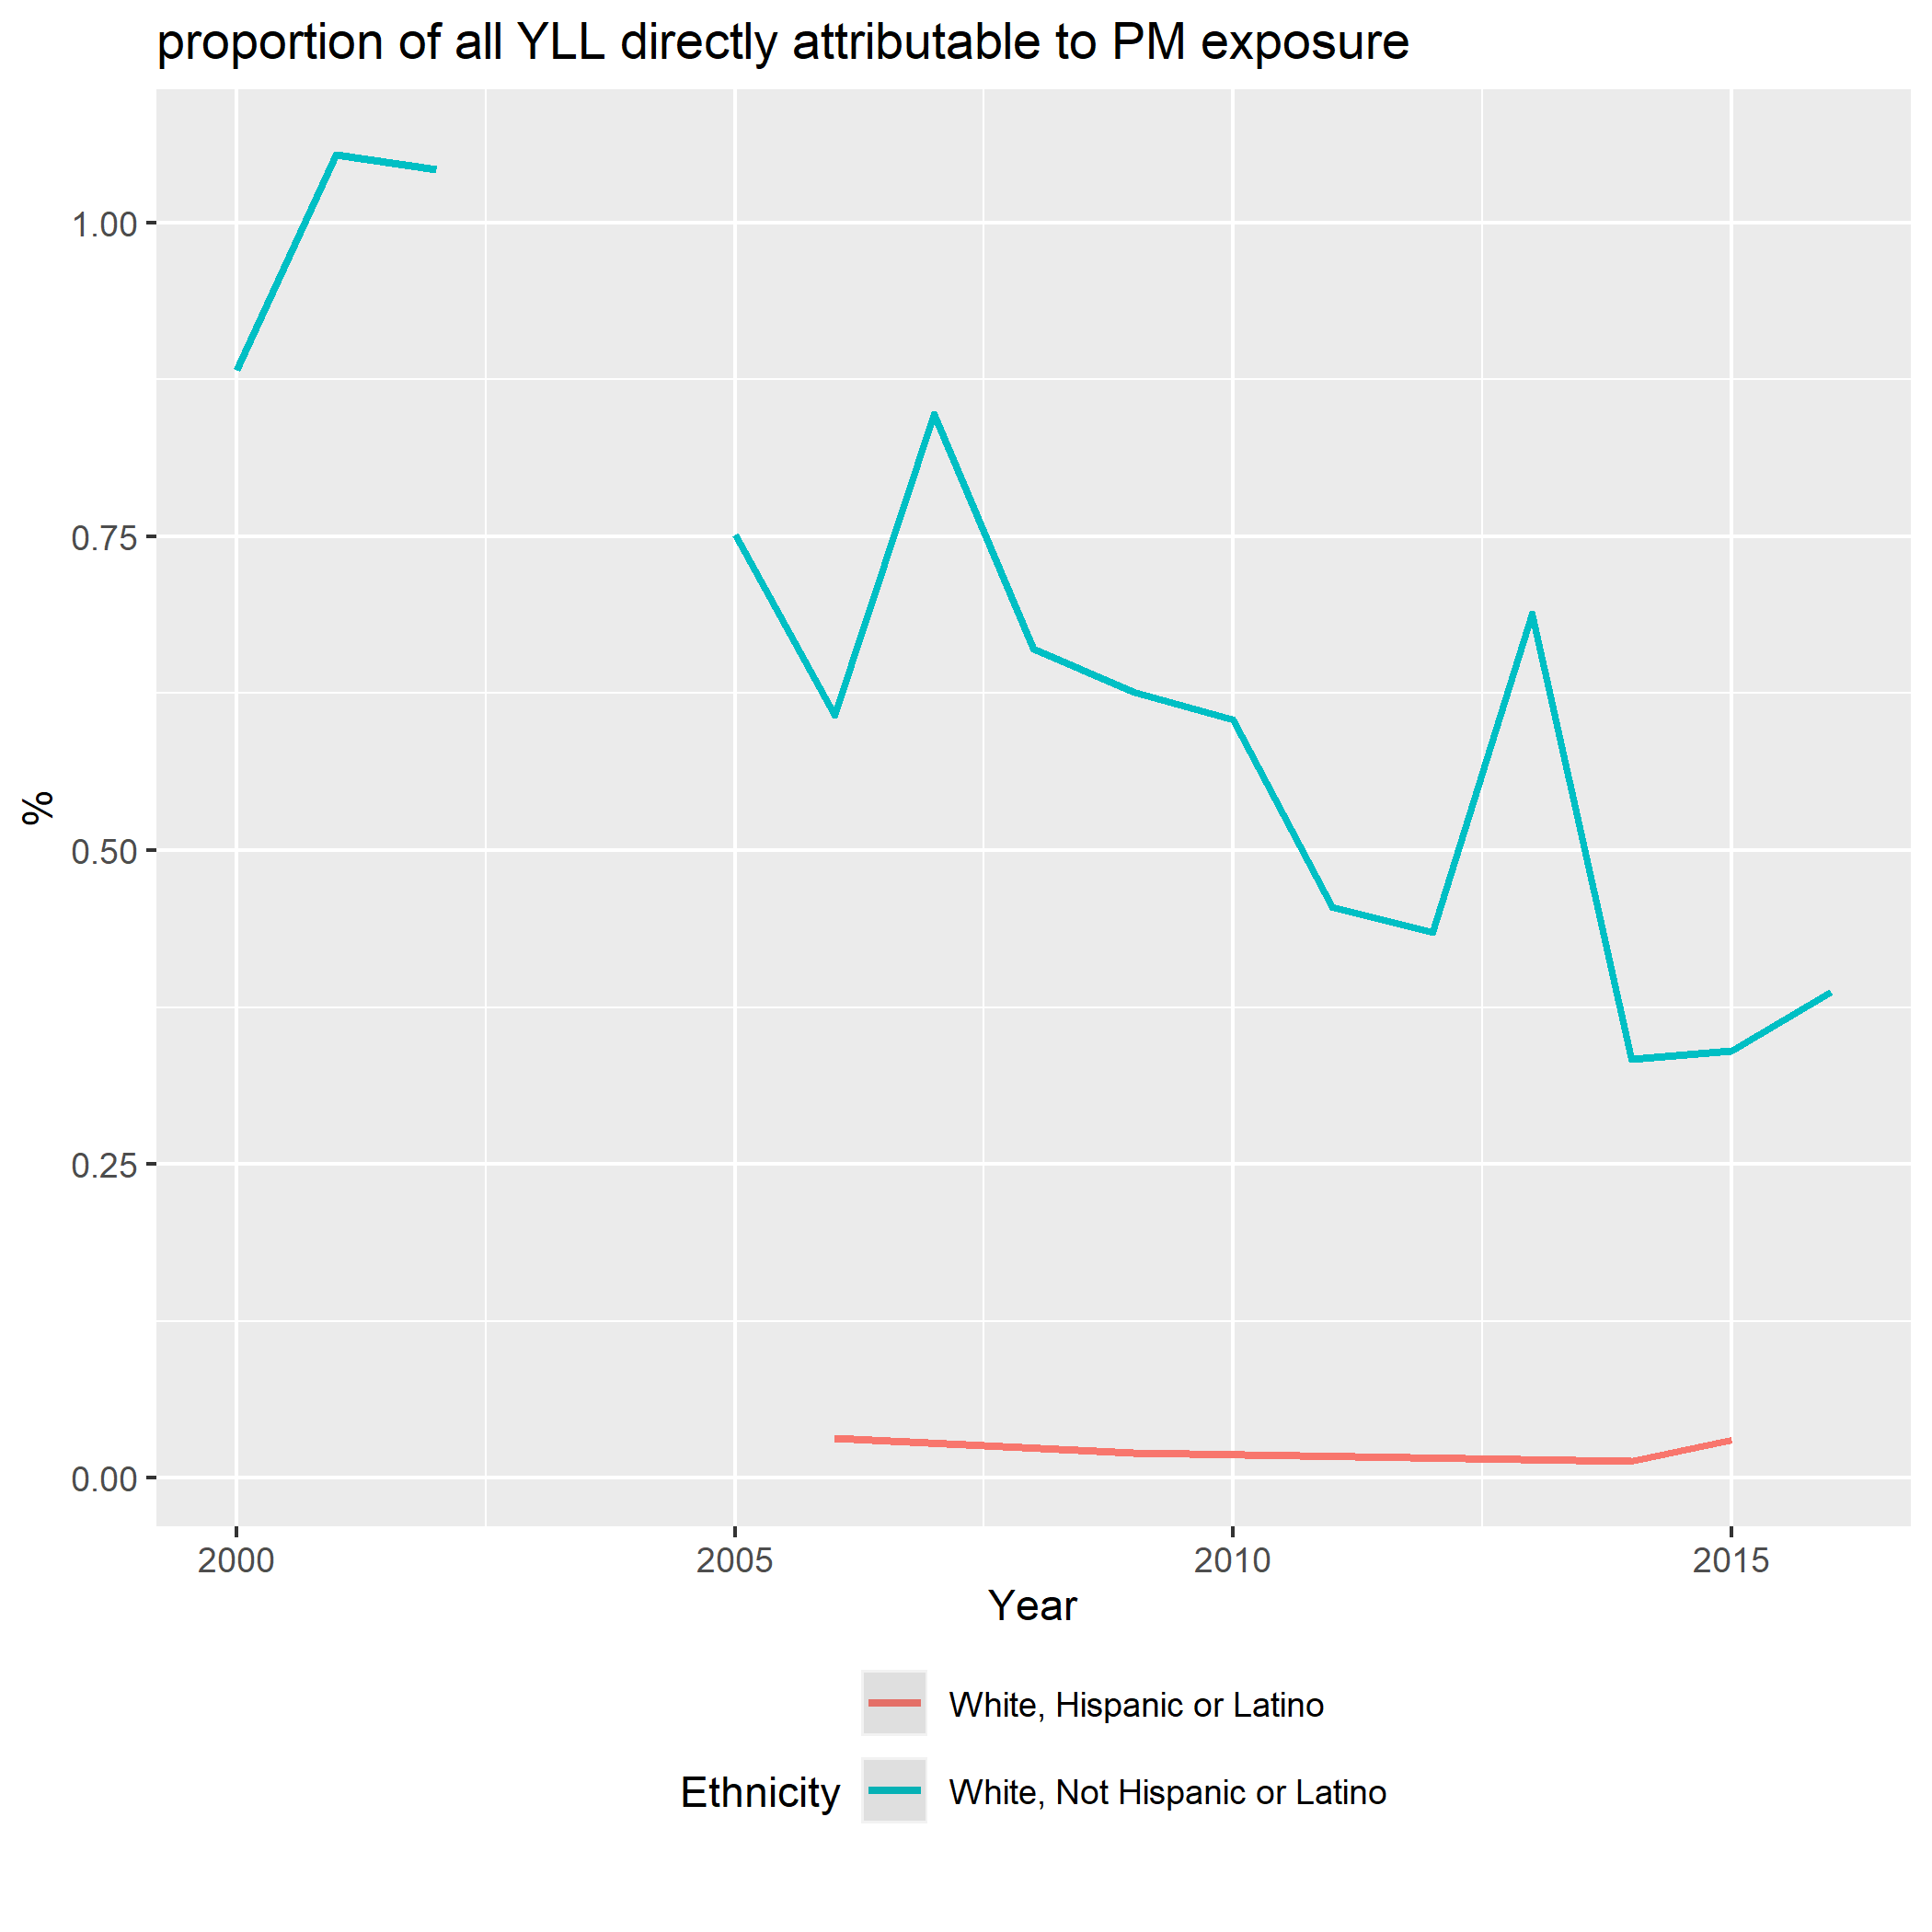 proportion of all YLL directly attributable to PM exposure
1.00
0.75
0.50
0.25
0.00
%
2000 2005 2010 2015
Year
White, Hispanic or Latino
Ethnicity White, Not Hispanic or Latino